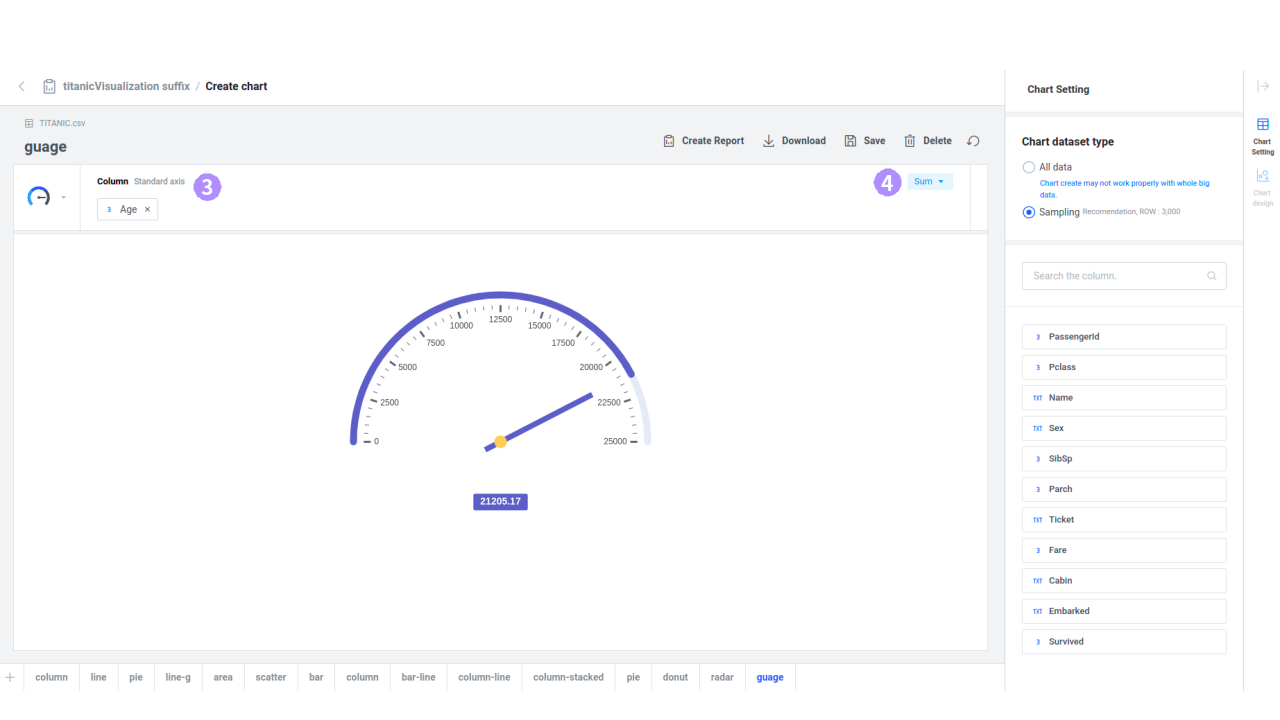 titanicVisualization suffix / Create chart
TITANIC.csv
guage
Create Report
Download
Save
Delete
Column Standard axis
3
3 Age ×
4
Sum
0
2500
5000
7500
10000
12500
15000
17500
20000
22500
25000
21205.17
+
column
line
pie
line-g
area
scatter
bar
column
bar-line
column-line
column-stacked
pie
donut
radar
guage
Chart Setting
Chart dataset type
All data
Chart create may not work properly with whole big
data.
Sampling Recomendation, ROW : 3,000
Search the column.
3 PassengerId
3 Pclass
TXT Name
TXT Sex
3 SibSp
3 Parch
TXT Ticket
3 Fare
TXT Cabin
TXT Embarked
3 Survived
Chart
Setting
Chart
design